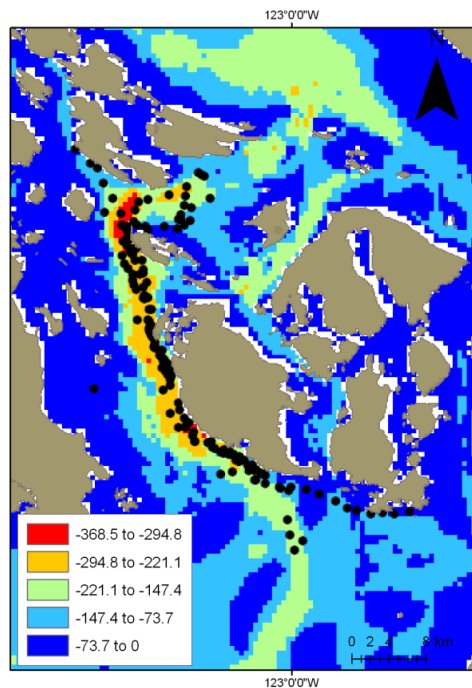 123°0'0"W
N
-368.5 to -294.8
-294.8 to -221.1
-221.1 to -147.4
-147.4 to -73.7
-73.7 to 0
0 2 4 8 km
123°0'0"W